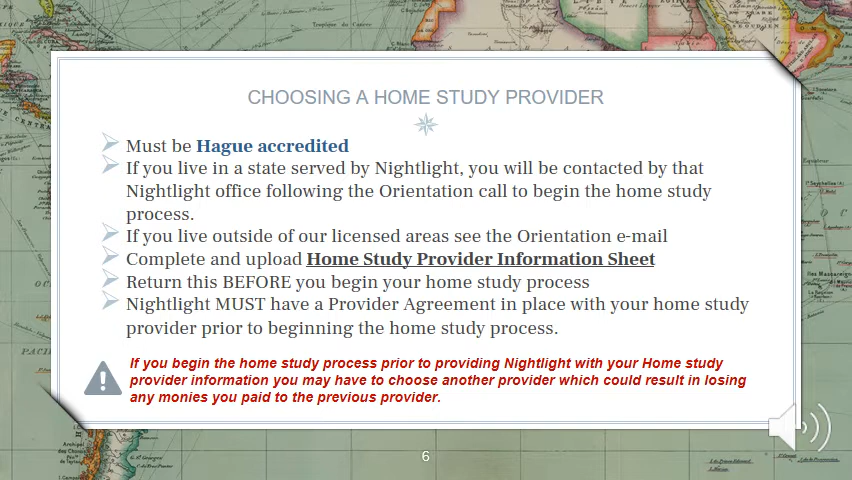 CHOOSING A HOME STUDY PROVIDER
Must be Hague accredited
If you live in a state served by Nightlight, you will be contacted by that
Nightlight office following the Orientation call to begin the home study
process.
If you live outside of our licensed areas see the Orientation e-mail
Complete and upload Home Study Provider Information Sheet
Return this BEFORE you begin your home study process
Nightlight MUST have a Provider Agreement in place with your home study
provider prior to beginning the home study process.
If you begin the home study process prior to providing Nightlight with your Home study
provider information you may have to choose another provider which could result in losing
any monies you paid to the previous provider.
6